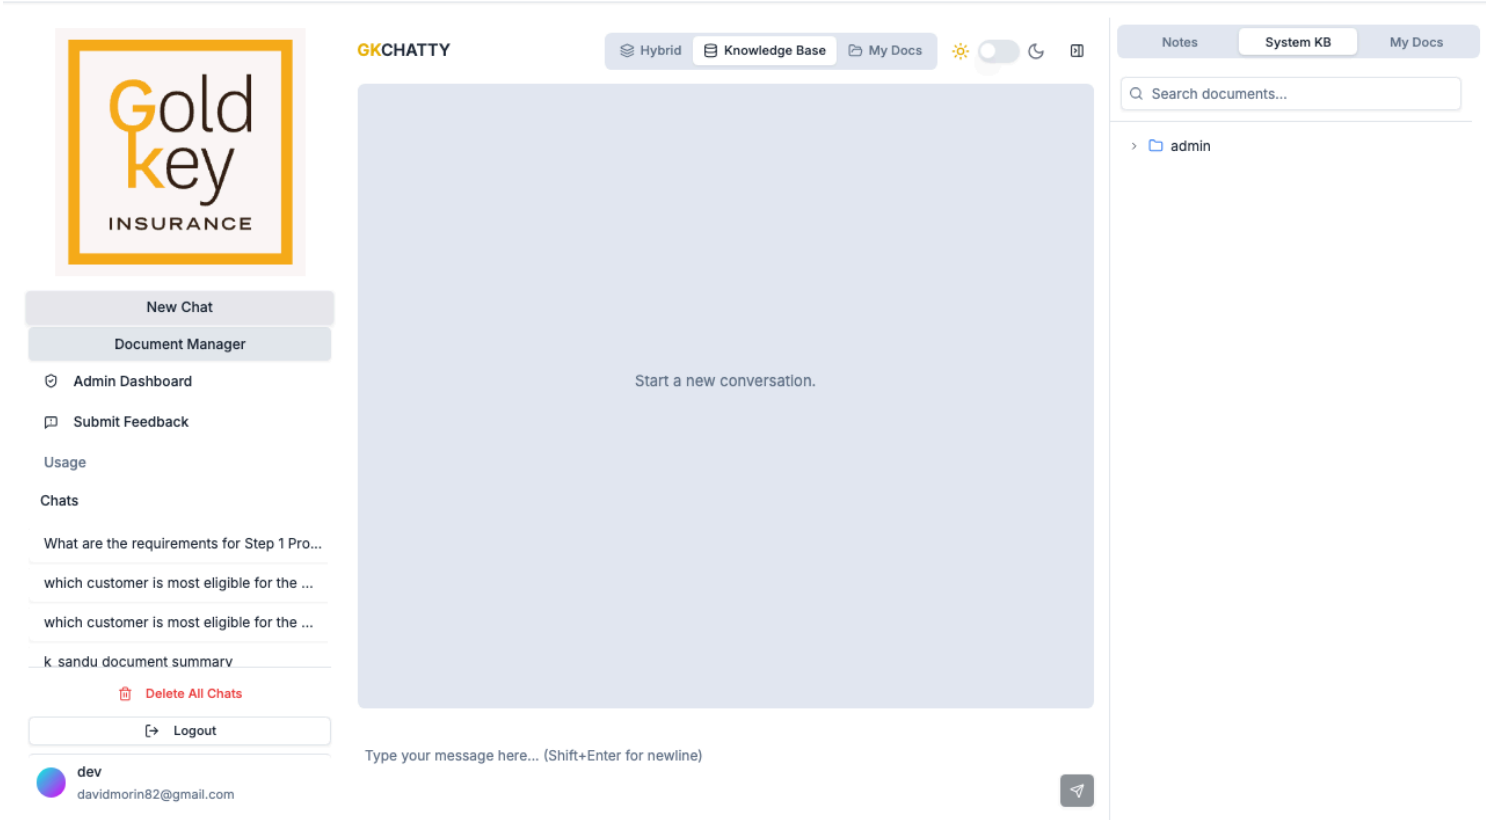 Gold
key
INSURANCE
New Chat
Document Manager
Admin Dashboard
Submit Feedback
Usage
Chats
What are the requirements for Step 1 Pro...
which customer is most eligible for the ...
which customer is most eligible for the ...
k_sandu document summary
Delete All Chats
Logout
dev
davidmorin82@gmail.com
GKCHATTY
Hybrid
Knowledge Base
My Docs
Start a new conversation.
Type your message here... (Shift+Enter for newline)
Notes
System KB
My Docs
Search documents...
admin